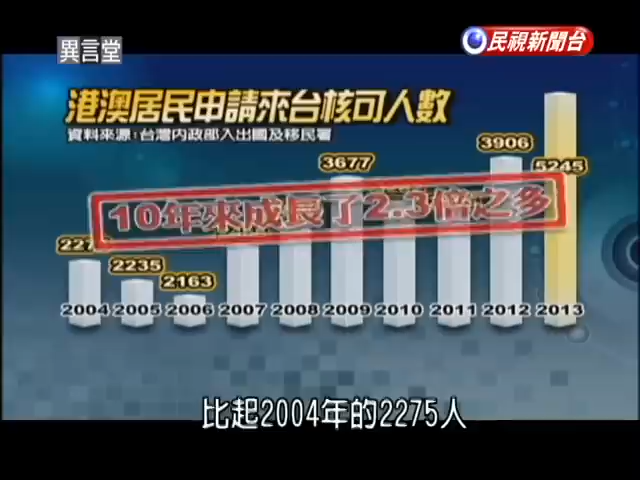 異言堂
民視新聞台
港澳居民申請來台核可人數
資料來源：台灣內政部入出國及移民署
3906
3677
5245
10年來成長了2.3倍之多
2235
2163
2004 2005 2006 2007 2008 2009 2010 2011 2012 2013
比起2004年的2275人